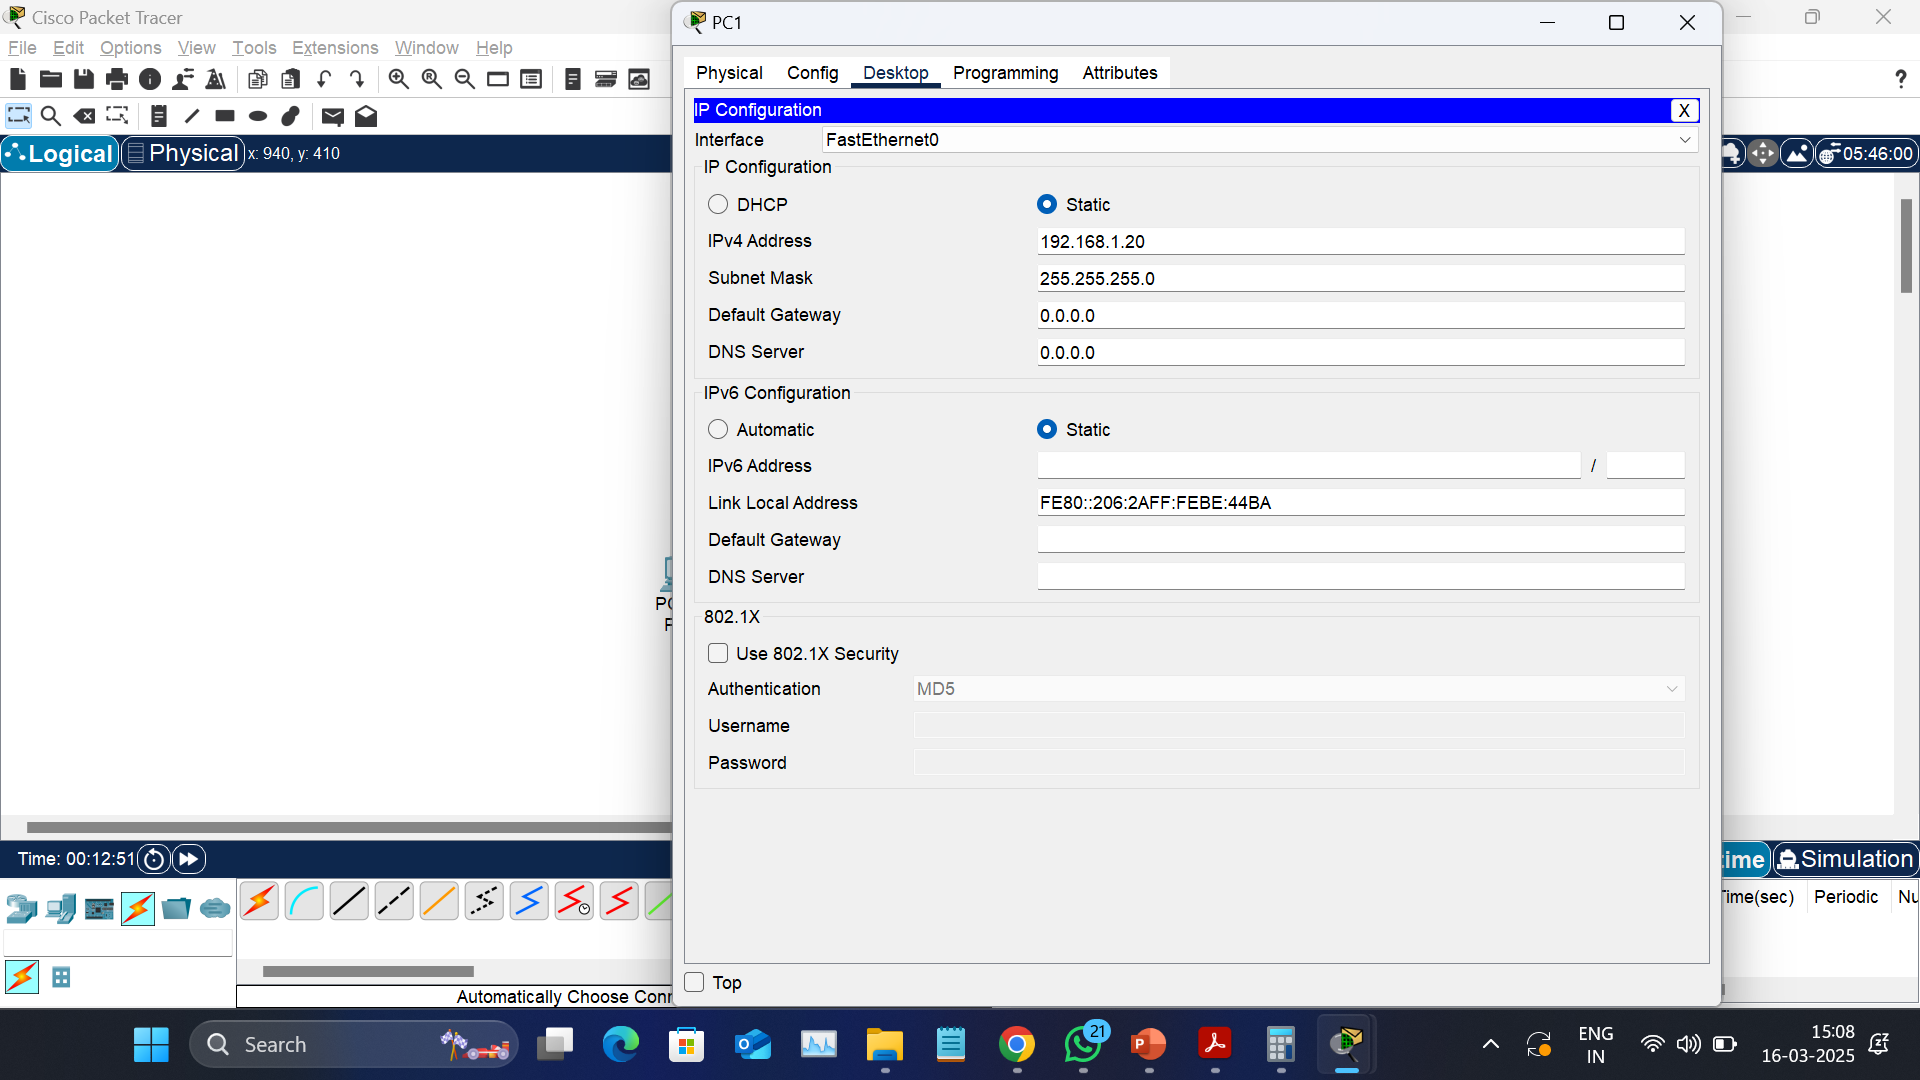 Cisco Packet Tracer
File Edit Options View Tools Extensions Window Help
?
Logical Physical x: 940, y: 410
05:46:00
PC1
Physical Config Desktop Programming Attributes
IP Configuration X
Interface FastEthernet0
IP Configuration
DHCP Static
IPv4 Address 192.168.1.20
Subnet Mask 255.255.255.0
Default Gateway 0.0.0.0
DNS Server 0.0.0.0
IPv6 Configuration
Automatic Static
IPv6 Address /
Link Local Address FE80::206:2AFF:FEBE:44BA
Default Gateway
DNS Server
802.1X
Use 802.1X Security
Authentication MD5
Username
Password
Top
Time: 00:12:51
Simulation
Time(sec) Periodic
Automatically Choose
Search
21
ENG
IN
15:08
16-03-2025